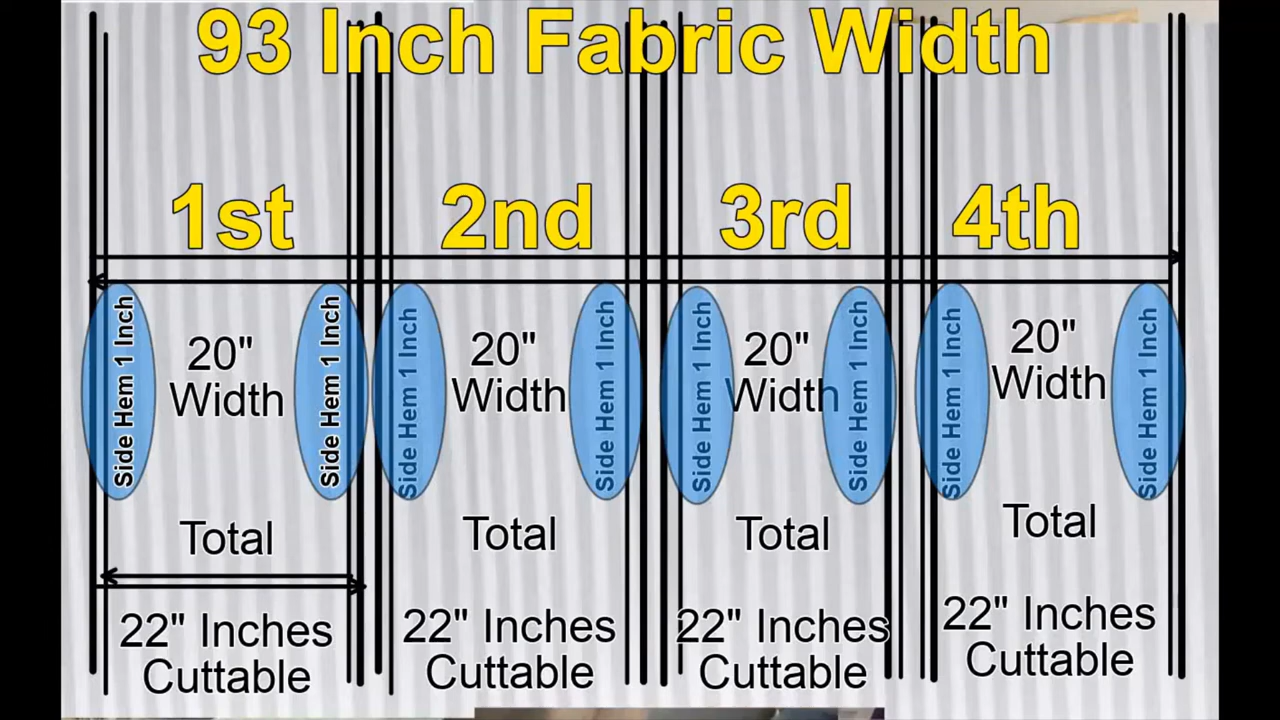 93 Inch Fabric Width
1st
2nd
3rd
4th
Side Hem 1 Inch
20"
Width
Side Hem 1 Inch
Side Hem 1 Inch
20"
Width
Side Hem 1 Inch
Side Hem 1 Inch
20"
Width
Side Hem 1 Inch
Side Hem 1 Inch
20"
Width
Side Hem 1 Inch
Total
Total
Total
Total
22" Inches
Cuttable
22" Inches
Cuttable
22" Inches
Cuttable
22" Inches
Cuttable